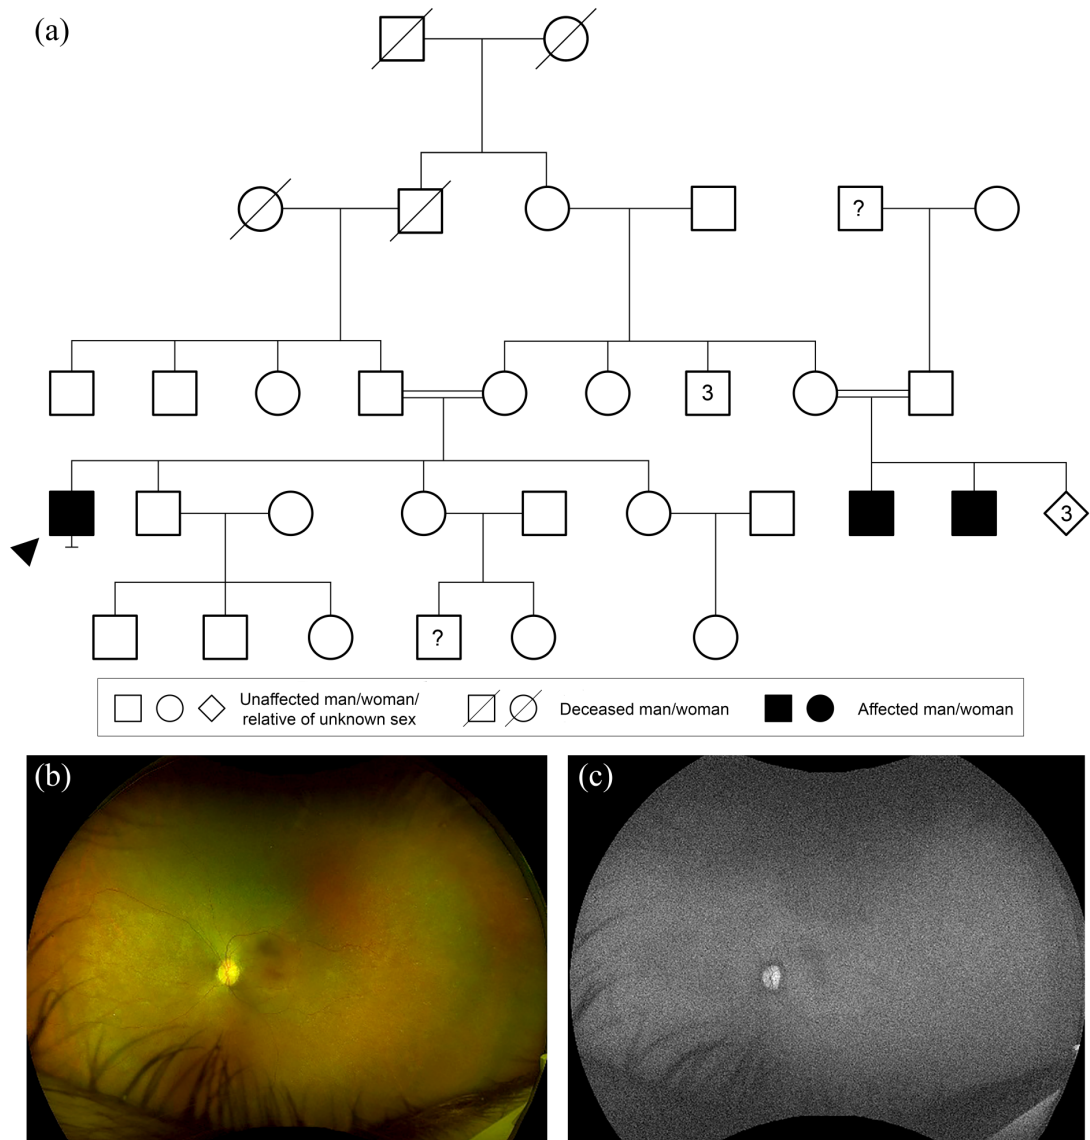 (a)
?
3
3
?
Unaffected man/woman/
relative of unknown sex
Deceased man/woman
Affected man/woman
(b)
(c)